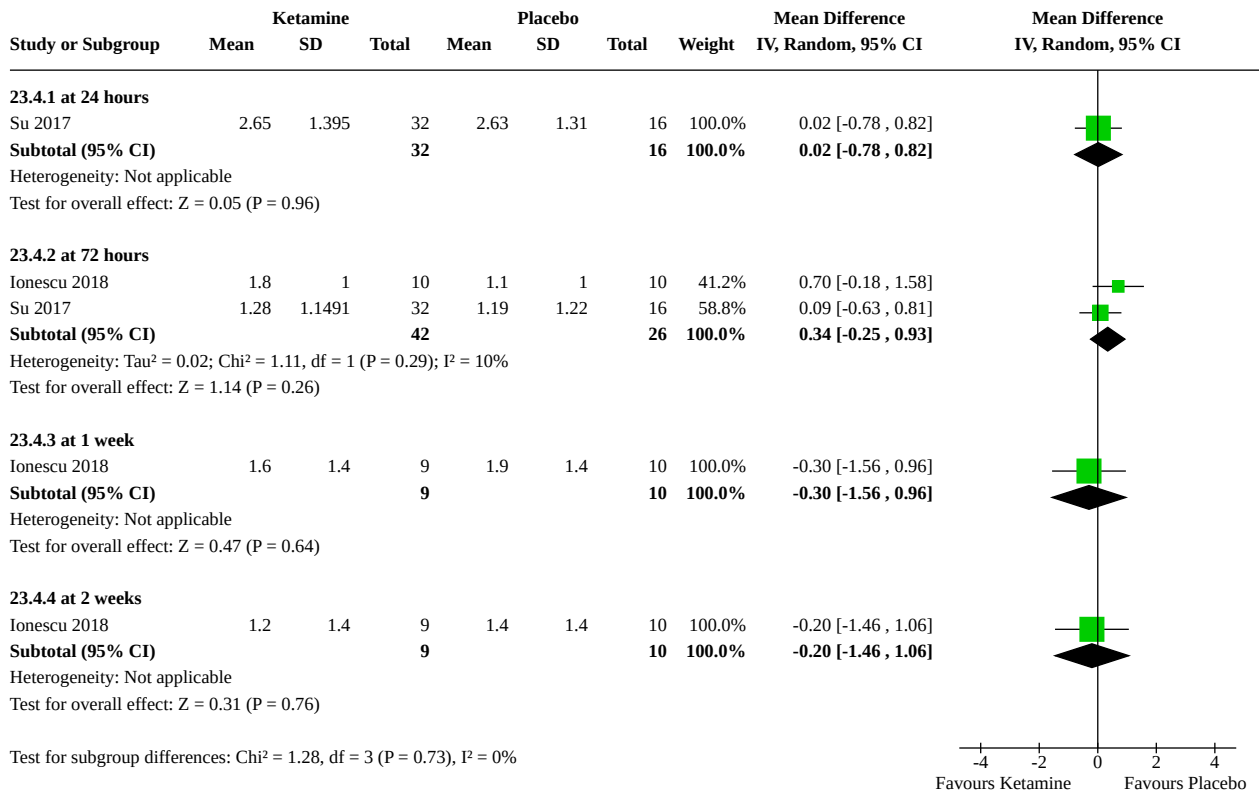 Ketamine Placebo Mean Difference Mean Difference
Study or Subgroup Mean SD Total Mean SD Total Weight IV, Random, 95% CI IV, Random, 95% CI
23.4.1 at 24 hours
Su 2017 2.65 1.395 32 2.63 1.31 16 100.0% 0.02 [-0.78 , 0.82]
Subtotal (95% CI) 32 16 100.0% 0.02 [-0.78 , 0.82]
Heterogeneity: Not applicable
Test for overall effect: Z = 0.05 (P = 0.96)
23.4.2 at 72 hours
Ionescu 2018 1.8 1 10 1.1 1 10 41.2% 0.70 [-0.18 , 1.58]
Su 2017 1.28 1.1491 32 1.19 1.22 16 58.8% 0.09 [-0.63 , 0.81]
Subtotal (95% CI) 42 26 100.0% 0.34 [-0.25 , 0.93]
Heterogeneity: Tau² = 0.02; Chi² = 1.11, df = 1 (P = 0.29); I² = 10%
Test for overall effect: Z = 1.14 (P = 0.26)
23.4.3 at 1 week
Ionescu 2018 1.6 1.4 9 1.9 1.4 10 100.0% -0.30 [-1.56 , 0.96]
Subtotal (95% CI) 9 10 100.0% -0.30 [-1.56 , 0.96]
Heterogeneity: Not applicable
Test for overall effect: Z = 0.47 (P = 0.64)
23.4.4 at 2 weeks
Ionescu 2018 1.2 1.4 9 1.4 1.4 10 100.0% -0.20 [-1.46 , 1.06]
Subtotal (95% CI) 9 10 100.0% -0.20 [-1.46 , 1.06]
Heterogeneity: Not applicable
Test for overall effect: Z = 0.31 (P = 0.76)
Test for subgroup differences: Chi² = 1.28, df = 3 (P = 0.73), I² = 0%
-4 -2 0 2 4
Favours Ketamine Favours Placebo